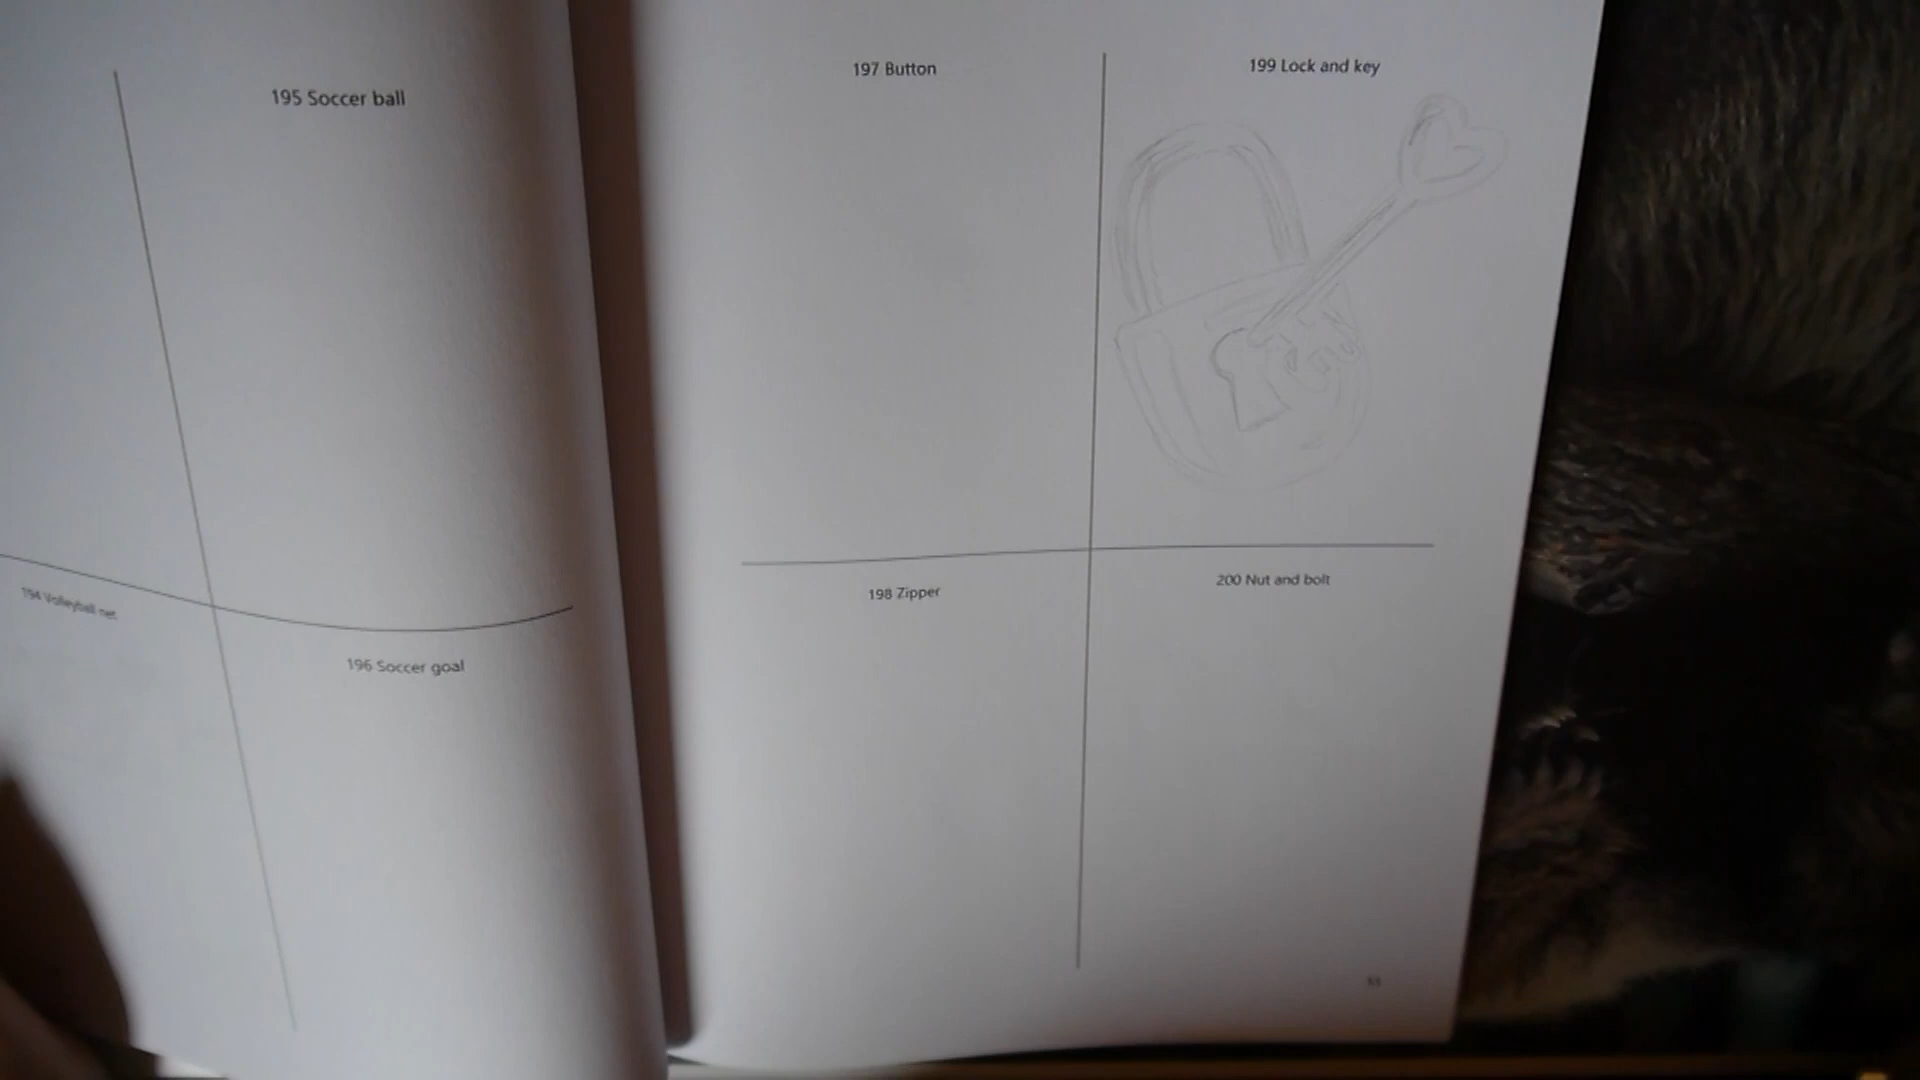 195 Soccer ball
194 Volleyball net
196 Soccer goal
197 Button
199 Lock and key
198 Zipper
200 Nut and bolt